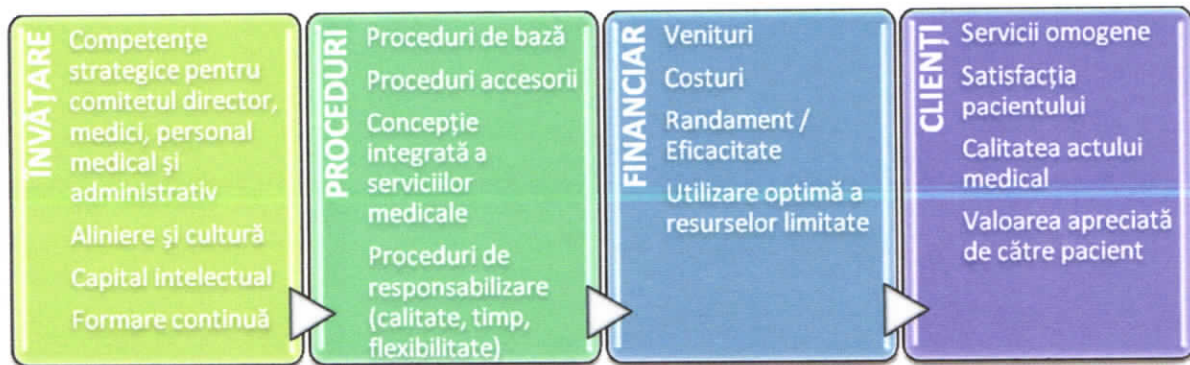 ÎNVĂȚARE
Competențe
strategice pentru
comitetul director,
medici, personal
medical și
administrativ
Aliniere și cultură
Capital intelectual
Formare continuă
PROCEDURI
Proceduri de bază
Proceduri accesorii
Concepție
integrată a
serviciilor
medicale
Proceduri de
responsabilizare
(calitate, timp,
flexibilitate)
FINANCIAR
Venituri
Costuri
Randament /
Eficacitate
Utilizare optimă a
resurselor limitate
CLIENȚI
Servicii omogene
Satisfacția
pacientului
Calitatea actului
medical
Valoarea apreciată
de către pacient